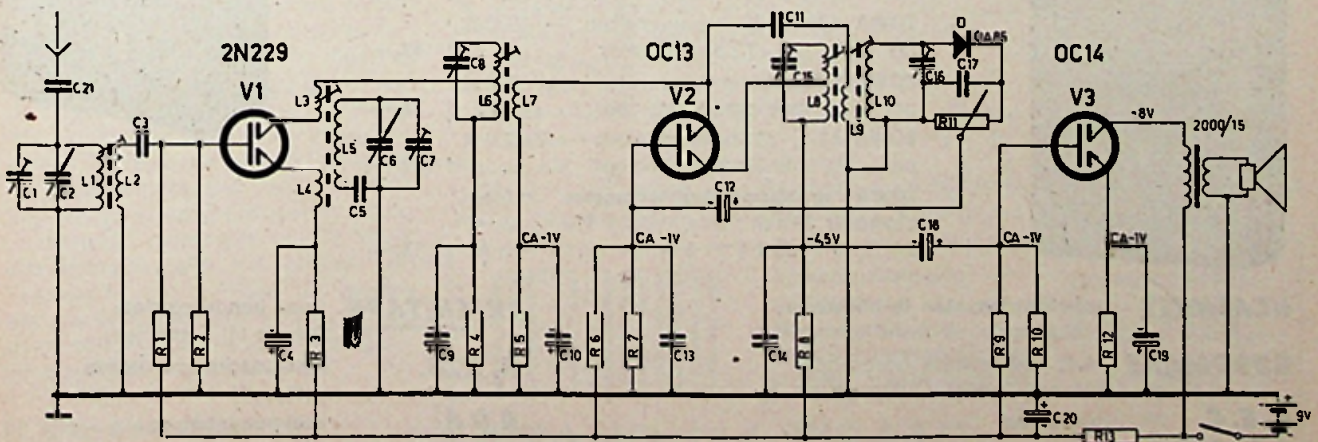 2N229
V1
OC13
V2
OC14
V3
C21
C3
C1
C2
L1
L2
L3
L4
L5
C5
C6
C7
C8
L6
L7
C11
C15
L8
L9
L10
C16
D
OA85
C17
R11
-8V
2000/15
C12
C18
CA-1V
CA-1V
-4,5V
CA-1V
CA-1V
R1
R2
C4
R3
C9
R4
R5
C10
R6
R7
C13
C14
R8
R9
R10
R12
C19
C20
R13
9V